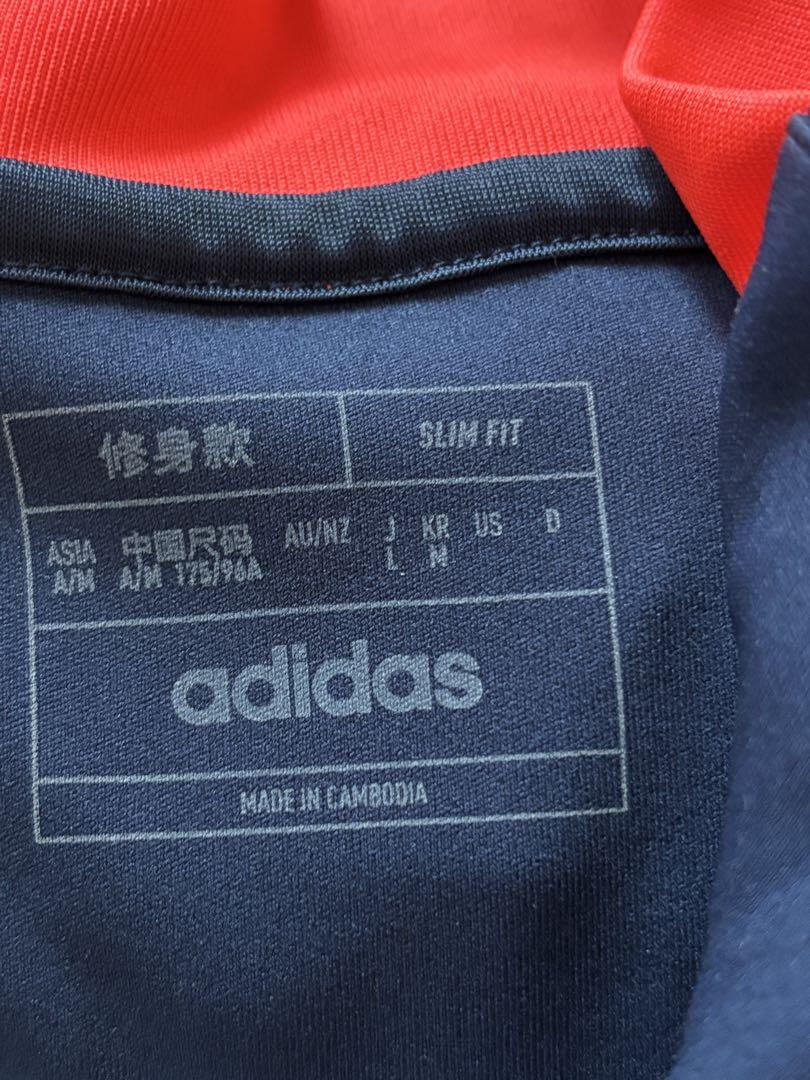 修身款 SLIM FIT
ASIA 中国尺码 AU/NZ J KR US D
A/M A/M 175/96A L M
adidas
MADE IN CAMBODIA